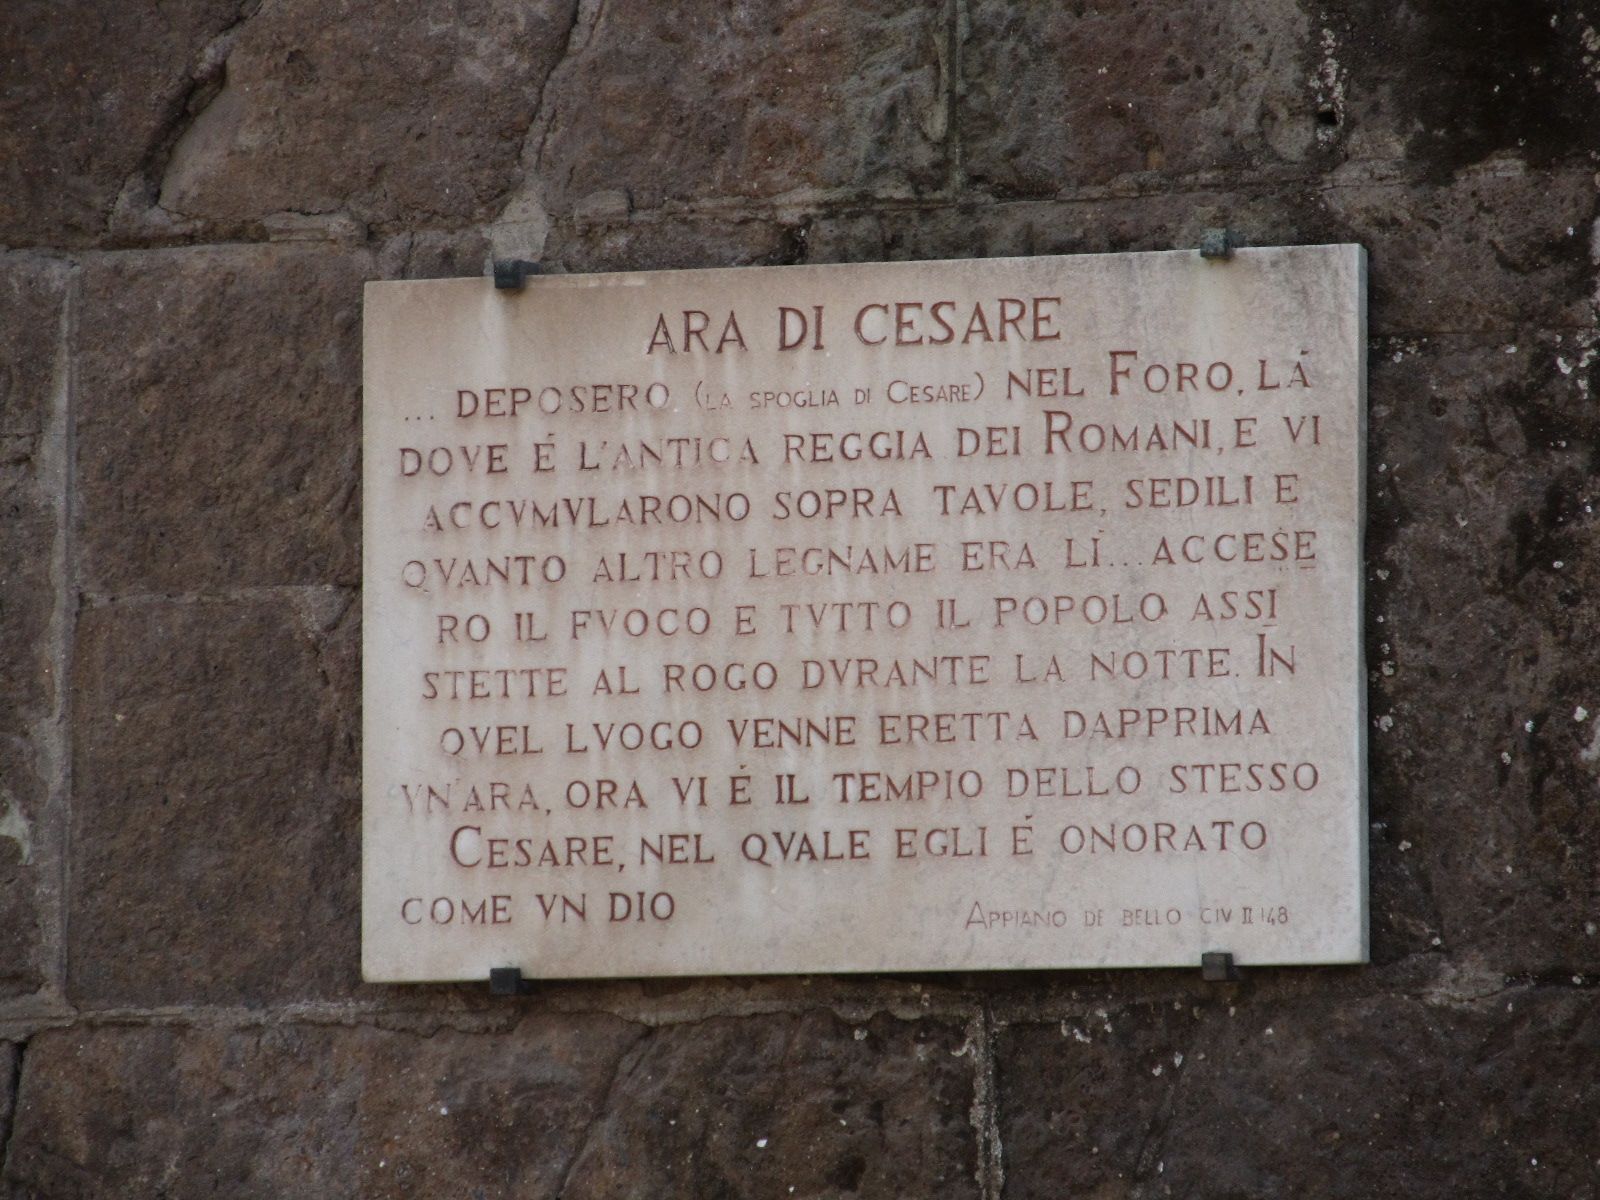 ARA DI CESARE
... DEPOSERO (LA SPOGLIA DI CESARE) NEL FORO, LÁ
DOVE É L'ANTICA REGGIA DEI ROMANI, E VI
ACCVMVLARONO SOPRA TAVOLE, SEDILI E
QVANTO ALTRO LEGNAME ERA LÍ... ACCESE
RO IL FVOCO E TVTTO IL POPOLO ASSI
STETTE AL ROGO DVRANTE LA NOTTE. IN
QVEL LVOGO VENNE ERETTA DAPPRIMA
VN'ARA, ORA VI É IL TEMPIO DELLO STESSO
CESARE, NEL QVALE EGLI É ONORATO
COME VN DIO
APPIANO DE BELLO CIV II 148